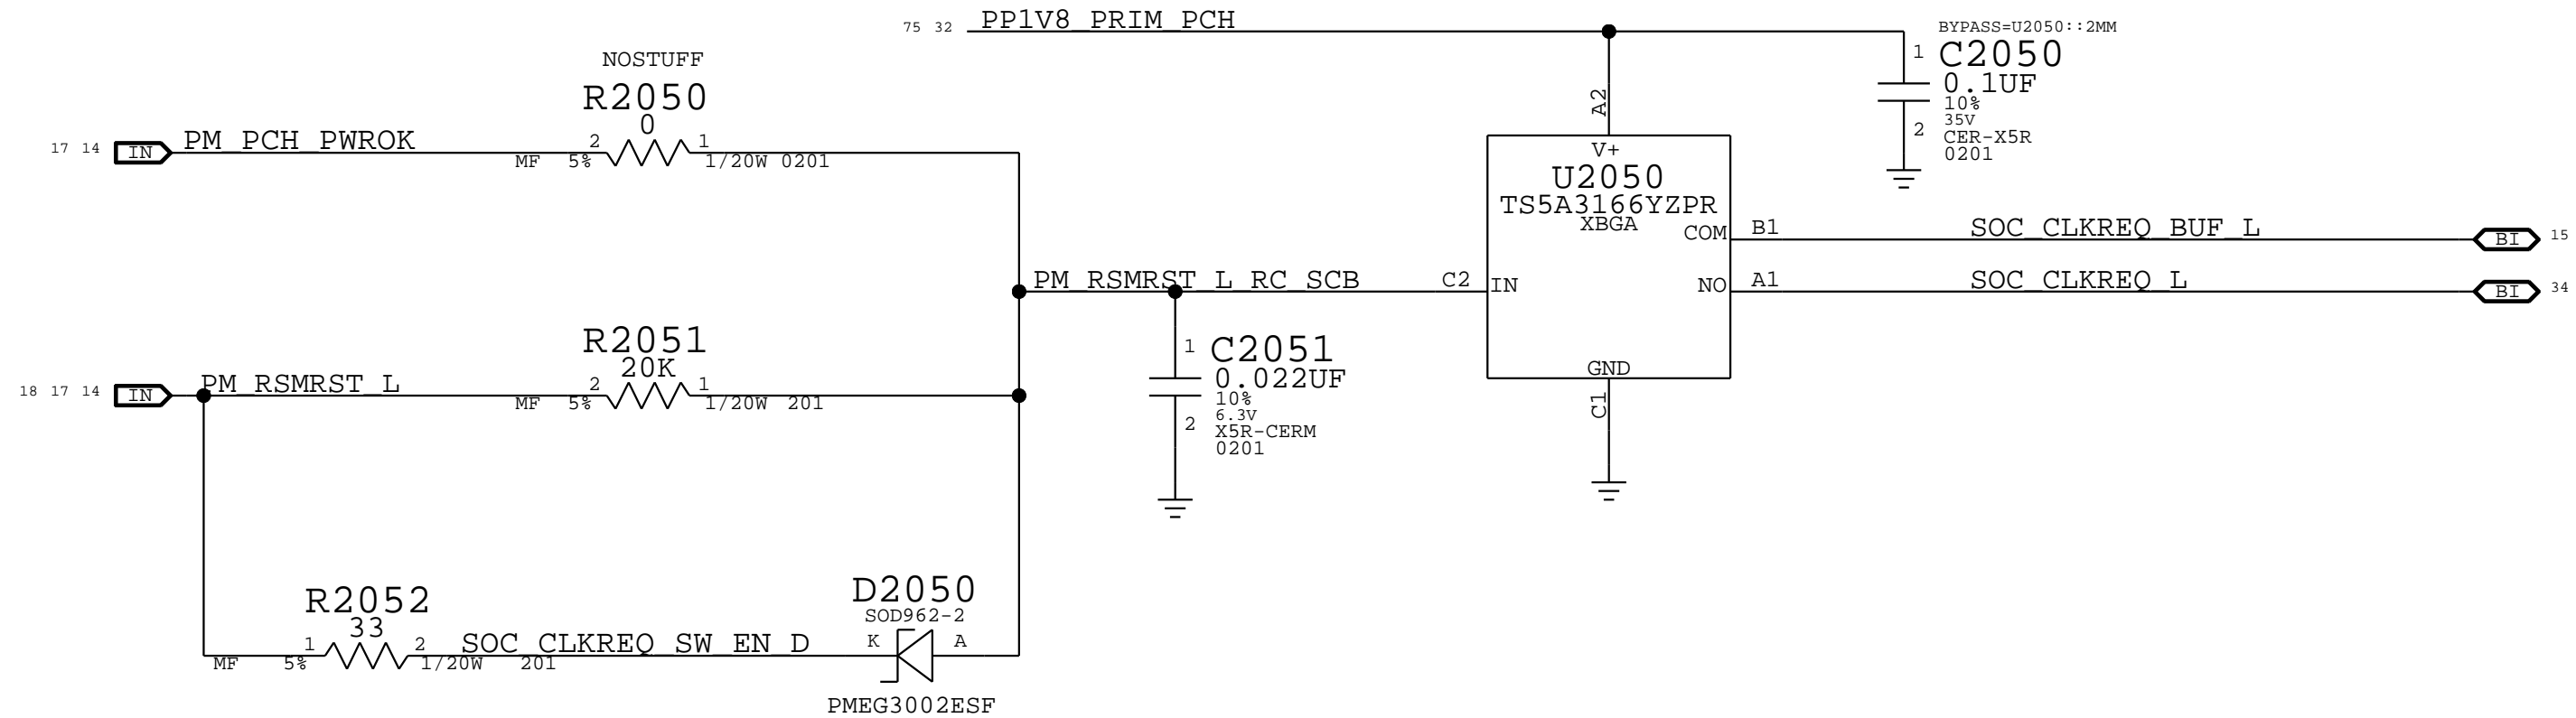 75 32 PP1V8_PRIM_PCH
BYPASS=U2050::2MM
1 C2050
0.1UF
10%
35V
2 CER-X5R
0201
NOSTUFF
R2050
0
17 14 IN PM_PCH_PWROK 2 1
MF 5% 1/20W 0201
A2
V+
U2050
TS5A3166YZPR
XBGA
COM B1 SOC_CLKREQ_BUF_L BI 15
PM_RSMRST_L_RC_SCB C2 IN NO A1 SOC_CLKREQ_L BI 34
GND
C1
1 C2051
0.022UF
10%
6.3V
2 X5R-CERM
0201
R2051
20K
18 17 14 IN PM_RSMRST_L 2 1
MF 5% 1/20W 201
R2052
33
1 2 SOC_CLKREQ_SW_EN_D
MF 5% 1/20W 201
D2050
SOD962-2
K A
PMEG3002ESF